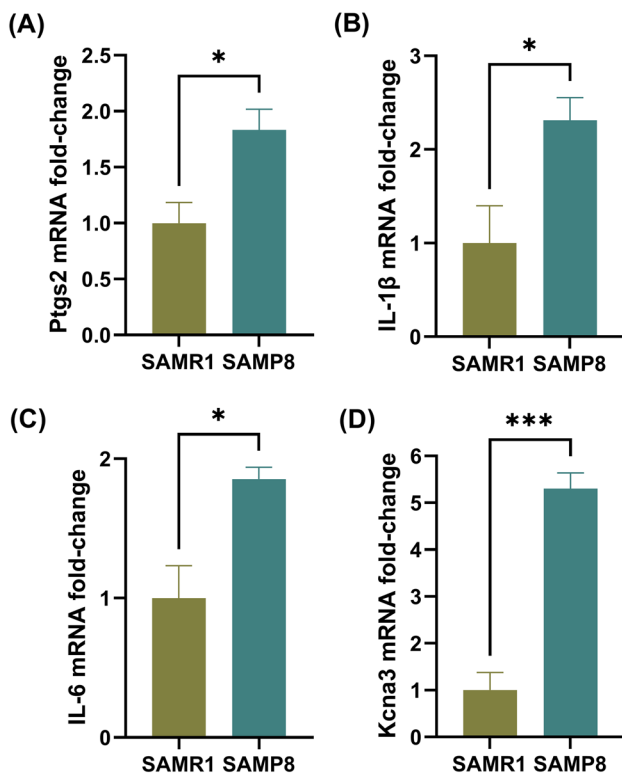 (A)
Ptgs2 mRNA fold-change
2.5
2.0
1.5
1.0
0.5
0.0
*
SAMR1 SAMP8
(B)
IL-1β mRNA fold-change
3
2
1
0
*
SAMR1 SAMP8
(C)
IL-6 mRNA fold-change
2
1
0
*
SAMR1 SAMP8
(D)
Kcna3 mRNA fold-change
6
5
4
3
2
1
0
***
SAMR1 SAMP8